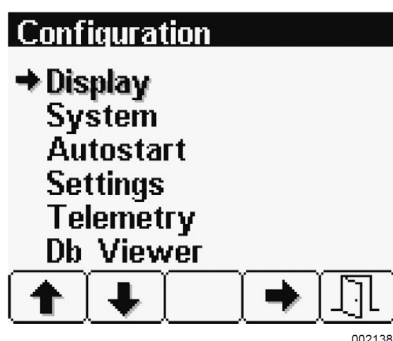 Configuration
Display
System
Autostart
Settings
Telemetry
Db Viewer
002138